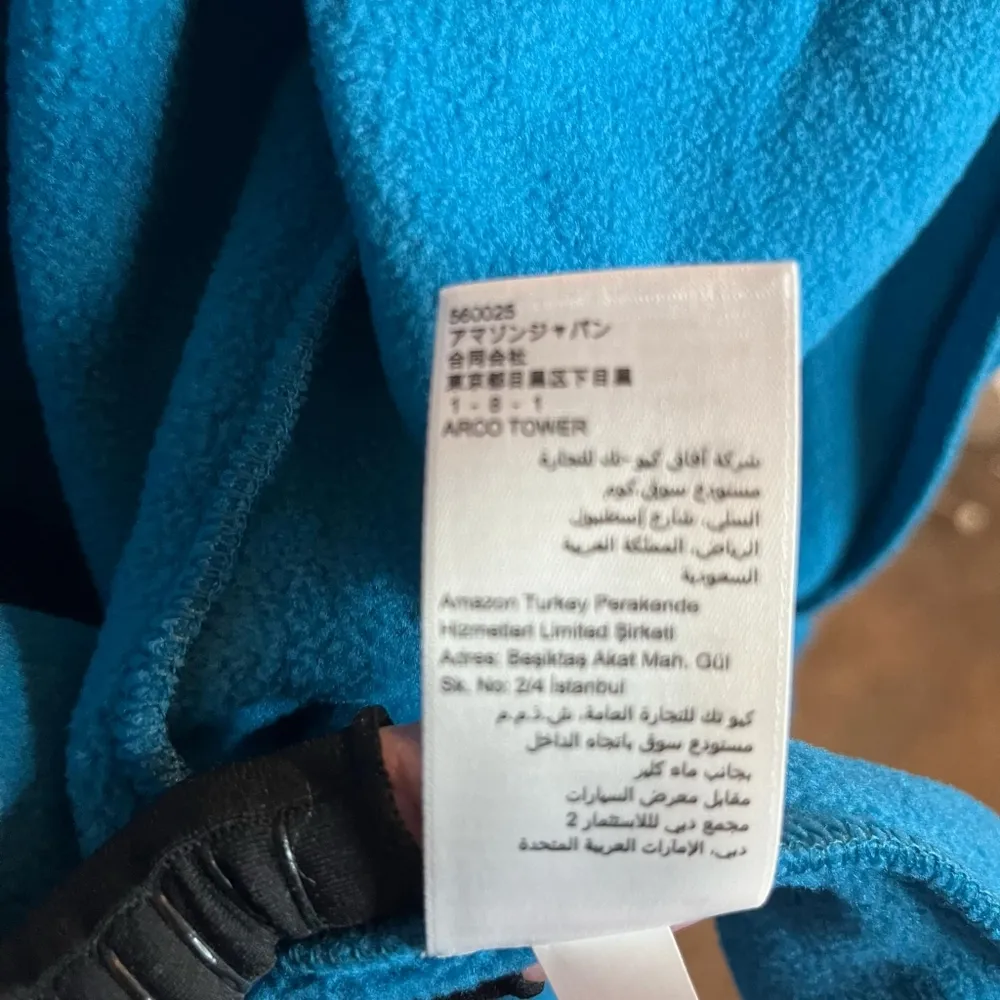 560025
アマゾンジャパン
合同会社
東京都目黒区下目黒
1 - 8 - 1
ARCO TOWER
شركة آفاق كيو-تك للتجارة
مستودع سوق.كوم
السلي، شارع إسطنبول
الرياض، المملكة العربية
السعودية
Amazon Turkey Perakende
Hizmetleri Limited Şirketi
Adres: Beşiktaş Akat Mah. Gül
Sk. No: 2/4 İstanbul
كيو تك للتجارة العامة، ش.ذ.م.م
مستودع سوق باتجاه الداخل
بجانب ماء كلير
مقابل معرض السيارات
مجمع دبي لللاستثمار 2
دبي، الإمارات العربية المتحدة